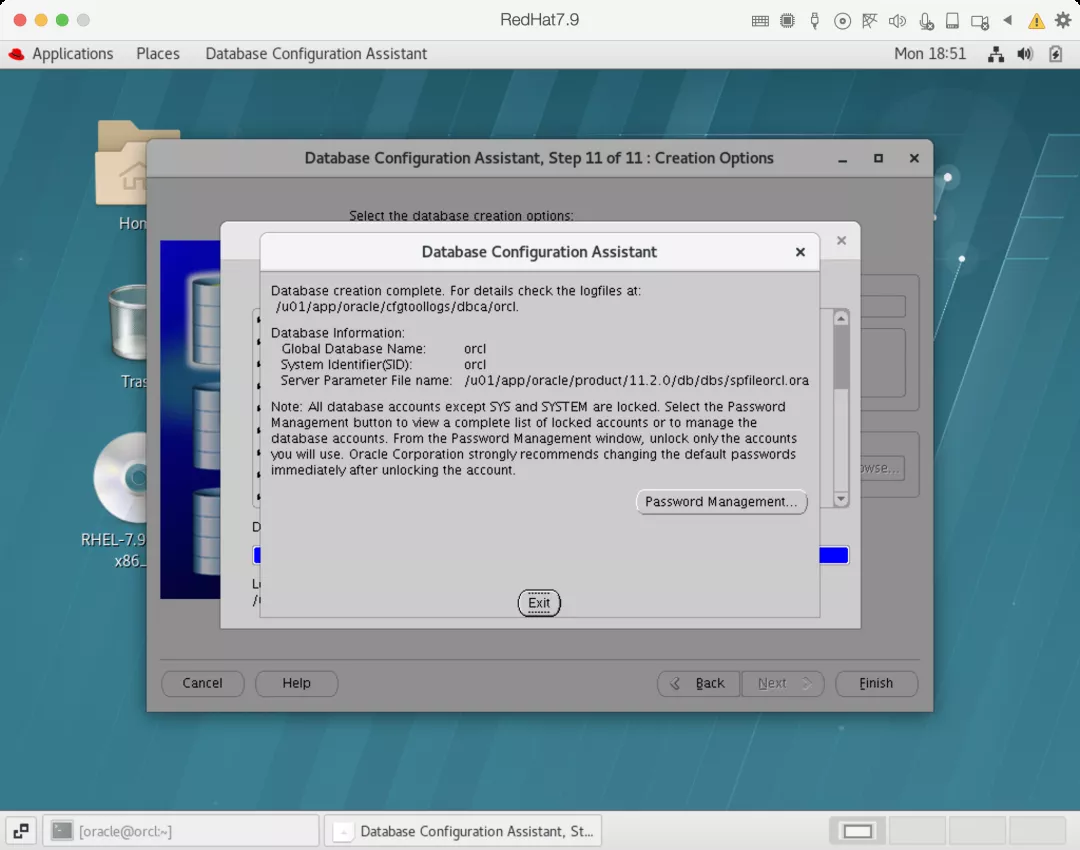 RedHat7.9
Applications Places Database Configuration Assistant Mon 18:51
Database Configuration Assistant, Step 11 of 11 : Creation Options
Select the database creation options:
Database Configuration Assistant
Database creation complete. For details check the logfiles at:
/u01/app/oracle/cfgtoollogs/dbca/orcl.
Database Information:
Global Database Name: orcl
System Identifier(SID): orcl
Server Parameter File name: /u01/app/oracle/product/11.2.0/db/dbs/spfileorcl.ora
Note: All database accounts except SYS and SYSTEM are locked. Select the Password
Management button to view a complete list of locked accounts or to manage the
database accounts. From the Password Management window, unlock only the accounts
you will use. Oracle Corporation strongly recommends changing the default passwords
immediately after unlocking the account.
Password Management...
Exit
Hom
Tras
RHEL-7.9
x86_
owse...
D
/u
Cancel Help Back Next Finish
[oracle@orcl:~] Database Configuration Assistant, St...